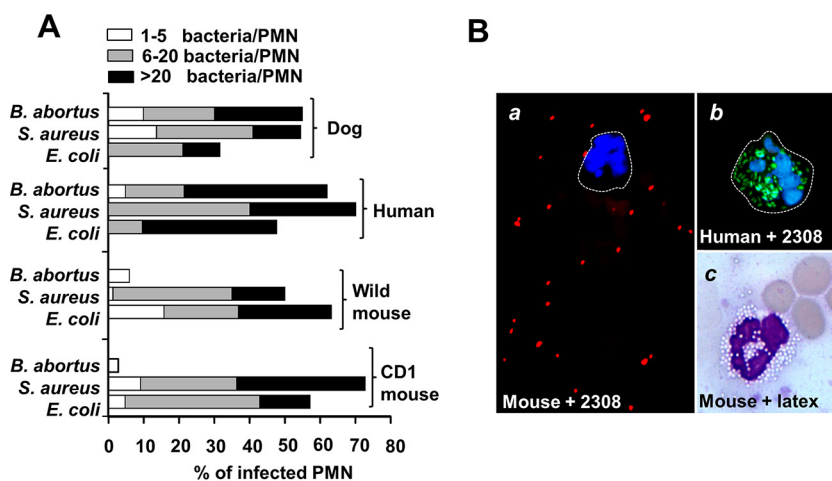 A
1-5 bacteria/PMN
6-20 bacteria/PMN
>20 bacteria/PMN
B. abortus
S. aureus
E. coli
Dog
B. abortus
S. aureus
E. coli
Human
B. abortus
S. aureus
E. coli
Wild
mouse
B. abortus
S. aureus
E. coli
CD1
mouse
0 10 20 30 40 50 60 70 80
% of infected PMN
B
a
Mouse + 2308
b
Human + 2308
c
Mouse + latex